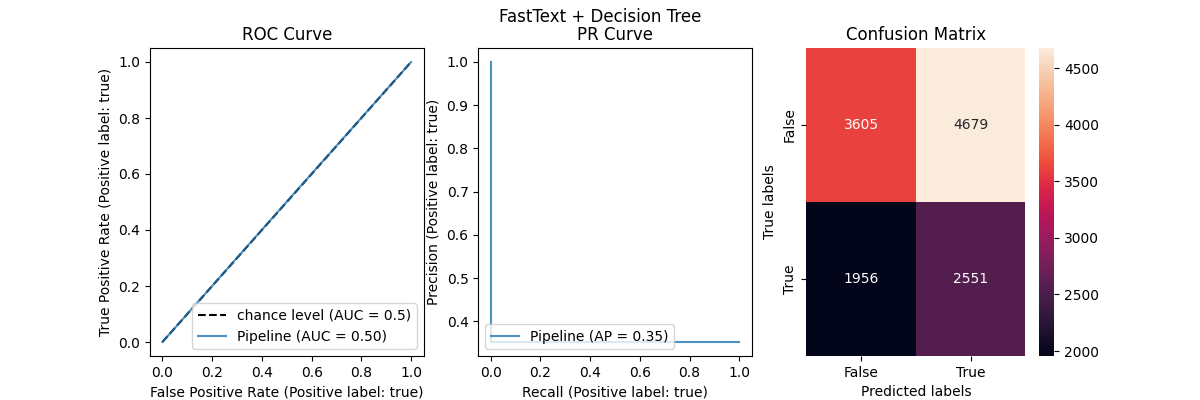 FastText + Decision Tree
ROC Curve
True Positive Rate (Positive label: true)
1.0
0.8
0.6
0.4
0.2
0.0
chance level (AUC = 0.5)
Pipeline (AUC = 0.50)
0.0 0.2 0.4 0.6 0.8 1.0
False Positive Rate (Positive label: true)
PR Curve
Precision (Positive label: true)
1.0
0.9
0.8
0.7
0.6
0.5
0.4
Pipeline (AP = 0.35)
0.0 0.2 0.4 0.6 0.8 1.0
Recall (Positive label: true)
Confusion Matrix
True labels
False
True
3605 4679
1956 2551
False True
Predicted labels
4500
4000
3500
3000
2500
2000